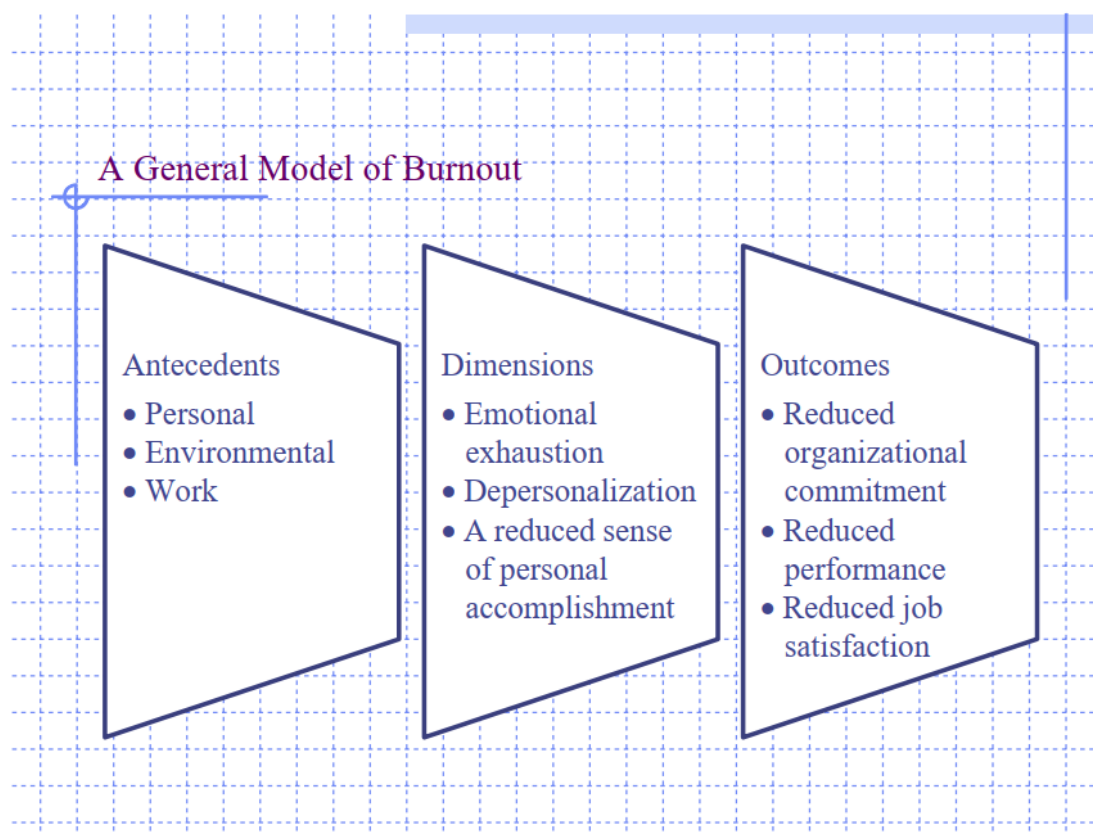 A General Model of Burnout
Antecedents
• Personal
• Environmental
• Work
Dimensions
• Emotional
exhaustion
• Depersonalization
• A reduced sense
of personal
accomplishment
Outcomes
• Reduced
organizational
commitment
• Reduced
performance
• Reduced job
satisfaction